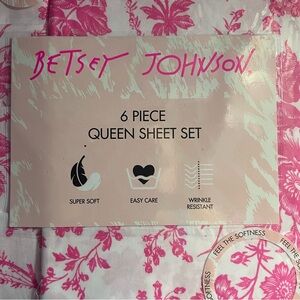 BETSEY JOHNSON.
6 PIECE
QUEEN SHEET SET
SUPER SOFT
EASY CARE
WRINKLE
RESISTANT
FEEL THE SOFTNESS
FEEL THE SOFTNESS